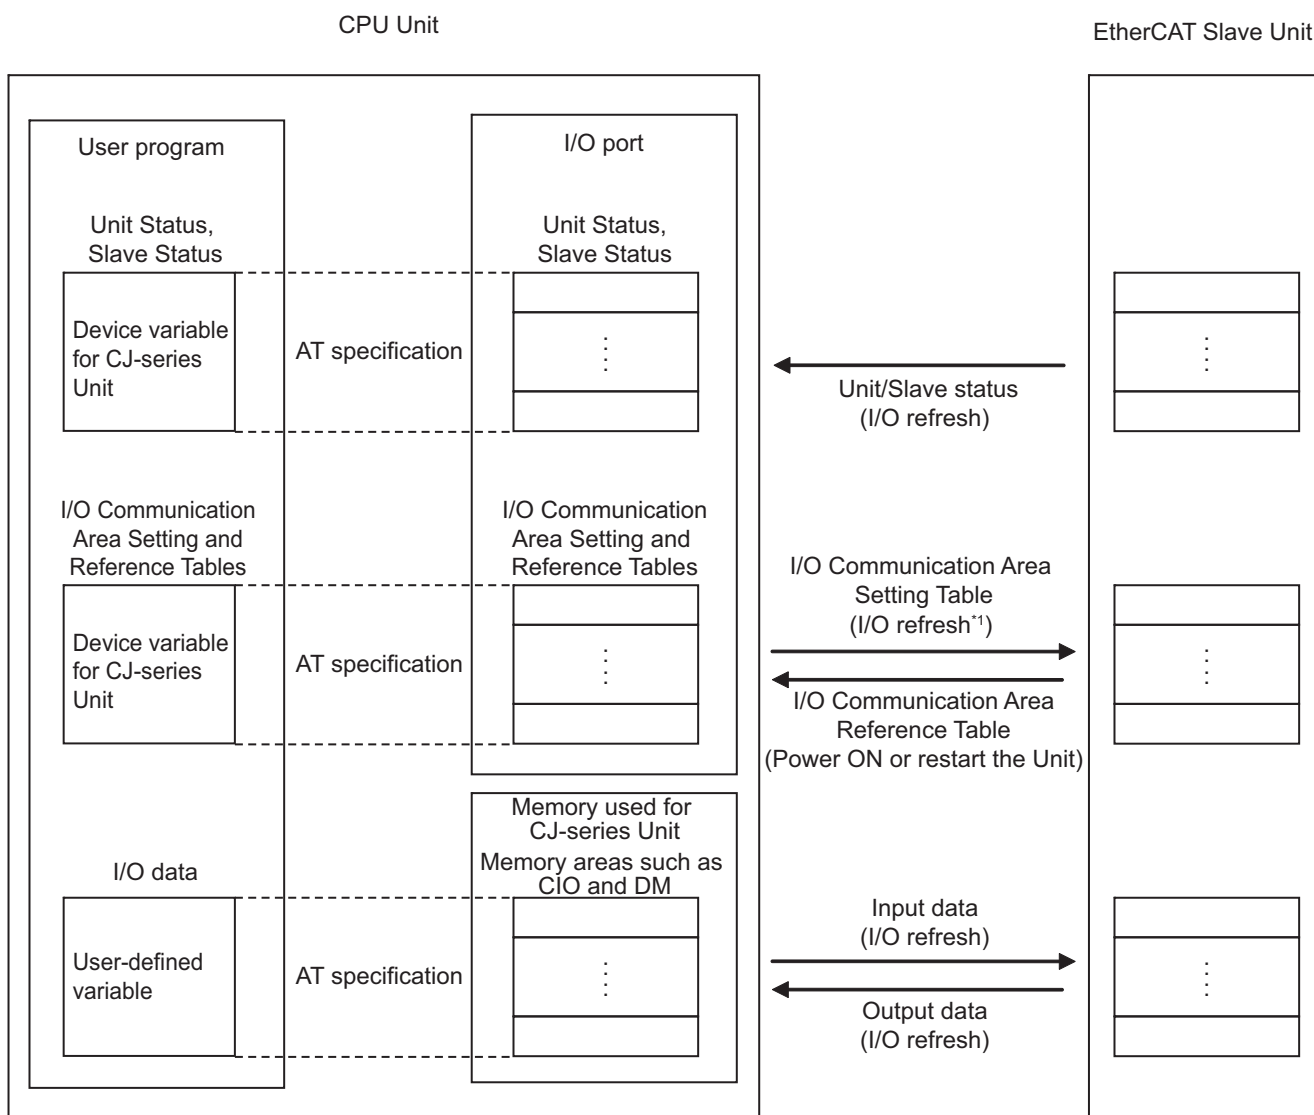 CPU Unit
EtherCAT Slave Unit
User program
I/O port
Unit Status,
Slave Status
Unit Status,
Slave Status
Device variable
for CJ-series
Unit
AT specification
Unit/Slave status
(I/O refresh)
I/O Communication
Area Setting and
Reference Tables
I/O Communication
Area Setting and
Reference Tables
Device variable
for CJ-series
Unit
AT specification
I/O Communication Area
Setting Table
(I/O refresh*1)
I/O Communication Area
Reference Table
(Power ON or restart the Unit)
Memory used for
CJ-series Unit
Memory areas such as
CIO and DM
I/O data
User-defined
variable
AT specification
Input data
(I/O refresh)
Output data
(I/O refresh)